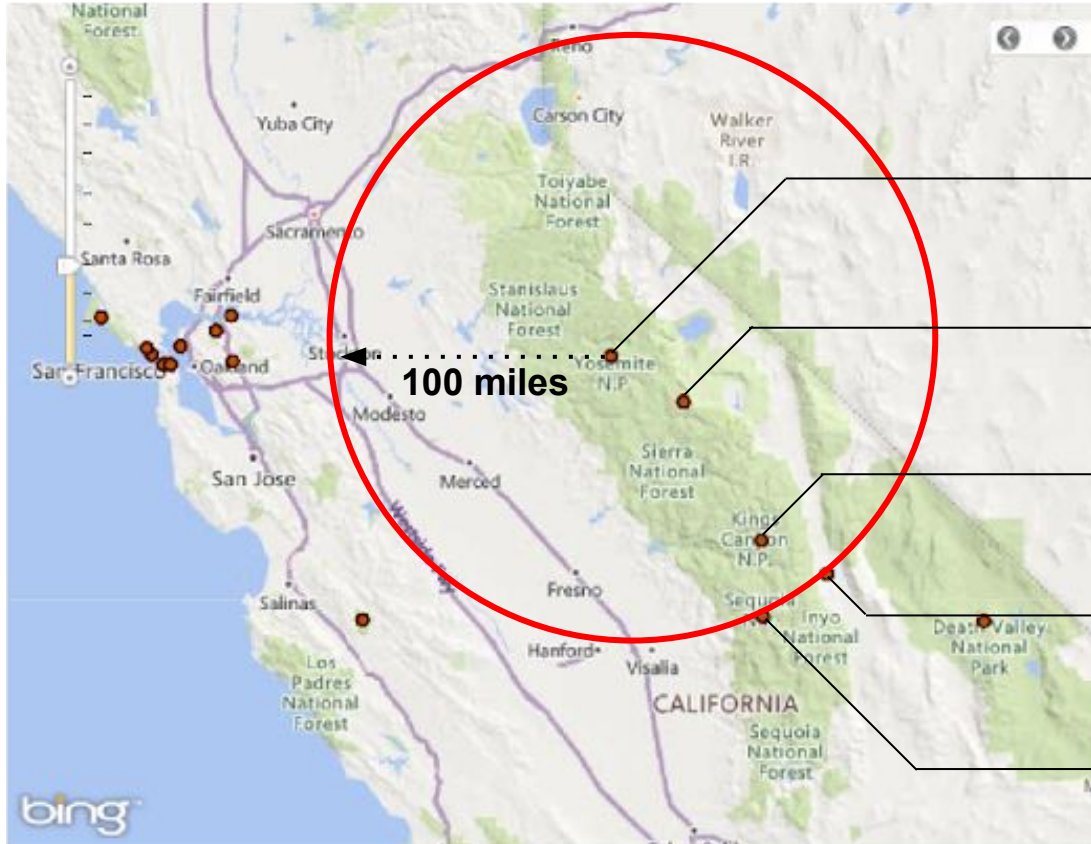 National
Forest
Reno
Yuba City
Carson City
Walker
River
I.R.
Toiyabe
National
Forest
Sacramento
Santa Rosa
Fairfield
Stanislaus
National
Forest
San Francisco
Oakland
Yosemite
N.P.
100 miles
Modesto
San Jose
Merced
Sierra
National
Forest
Kings
Canyon
N.P.
Fresno
Salinas
Sequoia
Inyo
National
Forest
Death Valley
National
Park
Hanford
Visalia
Los
Padres
National
Forest
CALIFORNIA
Sequoia
National
Forest
bing